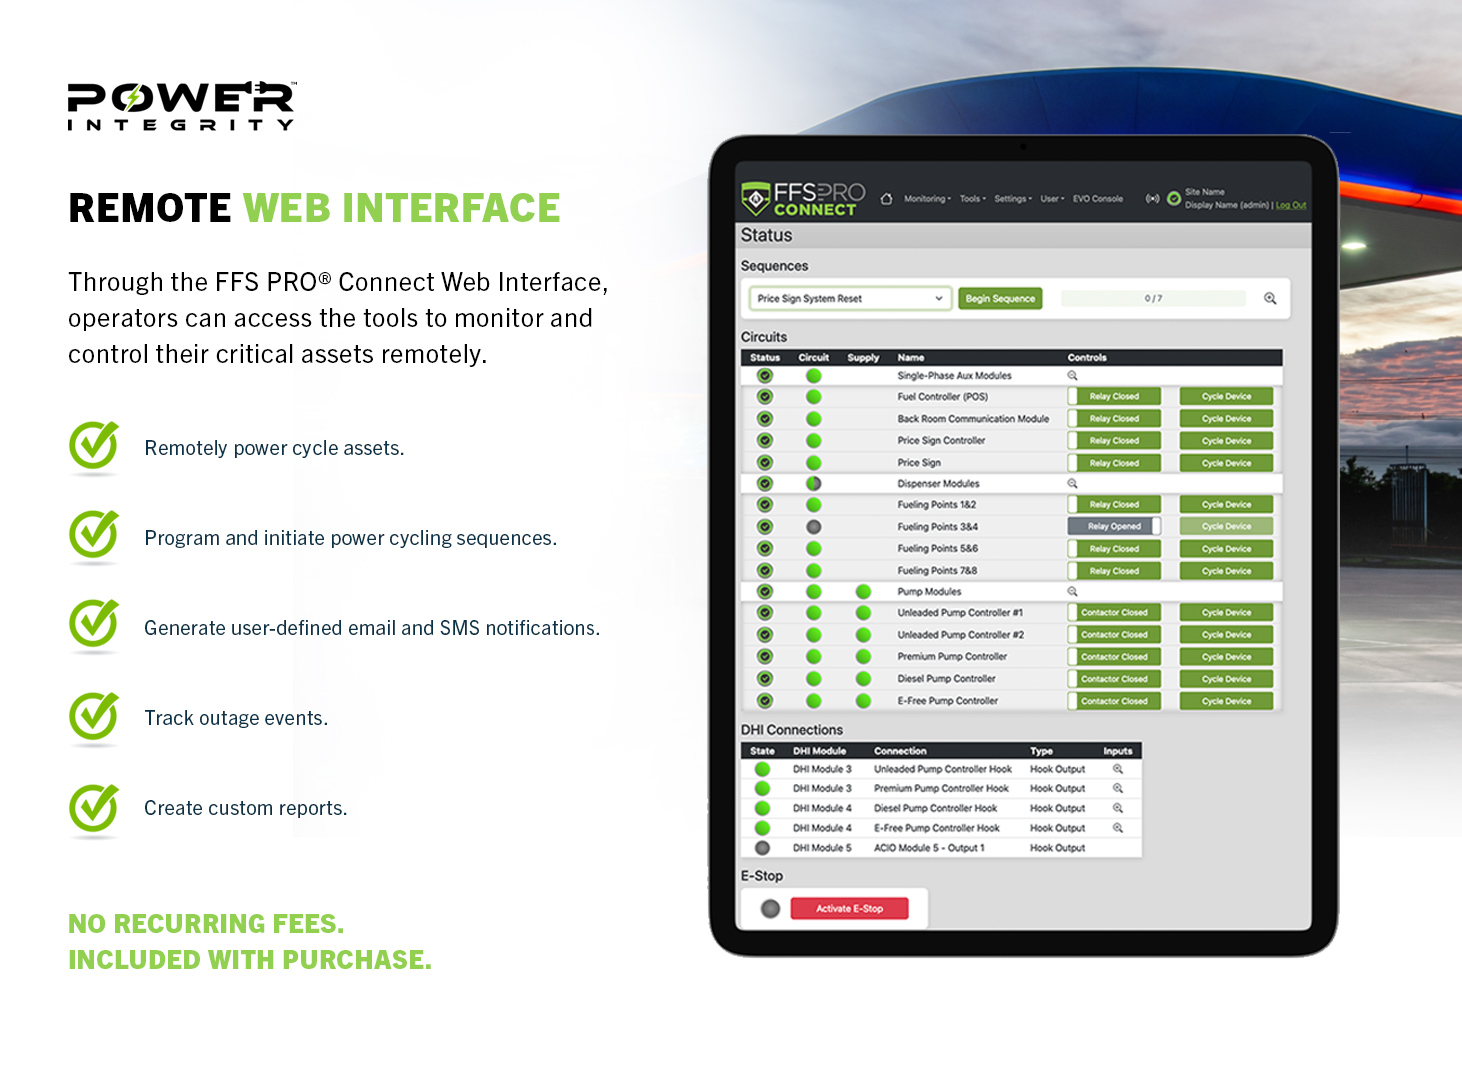 POWER™
INTEGRITY
REMOTE WEB INTERFACE
Through the FFS PRO® Connect Web Interface,
operators can access the tools to monitor and
control their critical assets remotely.
Remotely power cycle assets.
Program and initiate power cycling sequences.
Generate user-defined email and SMS notifications.
Track outage events.
Create custom reports.
NO RECURRING FEES.
INCLUDED WITH PURCHASE.
FFS PRO
CONNECT
Monitoring Tools Settings User EVO Console
Site Name
Display Name (admin) | Log Out
Status
Sequences
Price Sign System Reset Begin Sequence 0 / 7
Circuits
Status Circuit Supply Name Controls
Single-Phase Aux Modules
Fuel Controller (POS) Relay Closed Cycle Device
Back Room Communication Module Relay Closed Cycle Device
Price Sign Controller Relay Closed Cycle Device
Price Sign Relay Closed Cycle Device
Dispenser Modules
Fueling Points 1&2 Relay Closed Cycle Device
Fueling Points 3&4 Relay Opened Cycle Device
Fueling Points 5&6 Relay Closed Cycle Device
Fueling Points 7&8 Relay Closed Cycle Device
Pump Modules
Unleaded Pump Controller #1 Contactor Closed Cycle Device
Unleaded Pump Controller #2 Contactor Closed Cycle Device
Premium Pump Controller Contactor Closed Cycle Device
Diesel Pump Controller Contactor Closed Cycle Device
E-Free Pump Controller Contactor Closed Cycle Device
DHI Connections
State DHI Module Connection Type Inputs
DHI Module 3 Unleaded Pump Controller Hook Hook Output
DHI Module 3 Premium Pump Controller Hook Hook Output
DHI Module 4 Diesel Pump Controller Hook Hook Output
DHI Module 4 E-Free Pump Controller Hook Hook Output
DHI Module 5 ACIO Module 5 - Output 1 Hook Output
E-Stop
Activate E-Stop